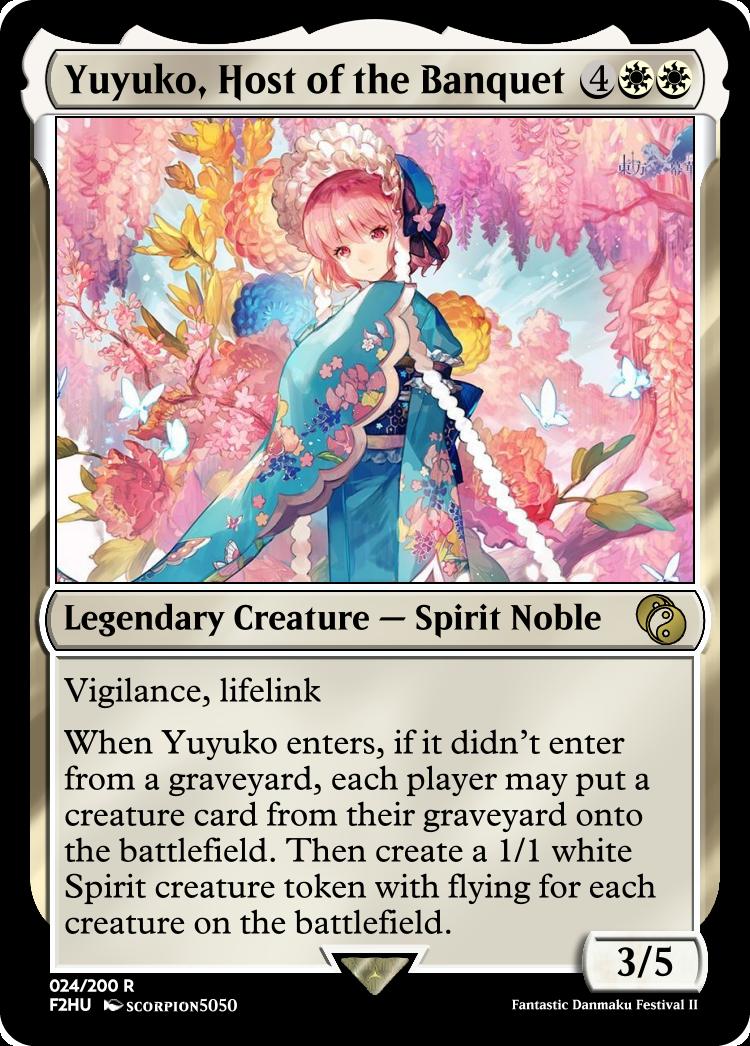 Yuyuko, Host of the Banquet 4
Legendary Creature — Spirit Noble
Vigilance, lifelink
When Yuyuko enters, if it didn’t enter
from a graveyard, each player may put a
creature card from their graveyard onto
the battlefield. Then create a 1/1 white
Spirit creature token with flying for each
creature on the battlefield.
3/5
024/200 R
F2HU SCORPION5050
Fantastic Danmaku Festival II